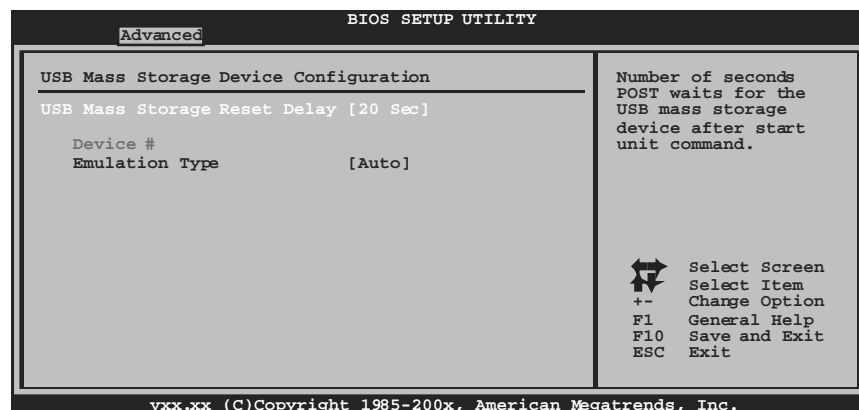 BIOS SETUP UTILITY
Advanced
USB Mass Storage Device Configuration
USB Mass Storage Reset Delay [20 Sec]
Device #
Emulation Type [Auto]
Number of seconds
POST waits for the
USB mass storage
device after start
unit command.
Select Screen
Select Item
+- Change Option
F1 General Help
F10 Save and Exit
ESC Exit
vxx.xx (C)Copyright 1985-200x, American Megatrends, Inc.